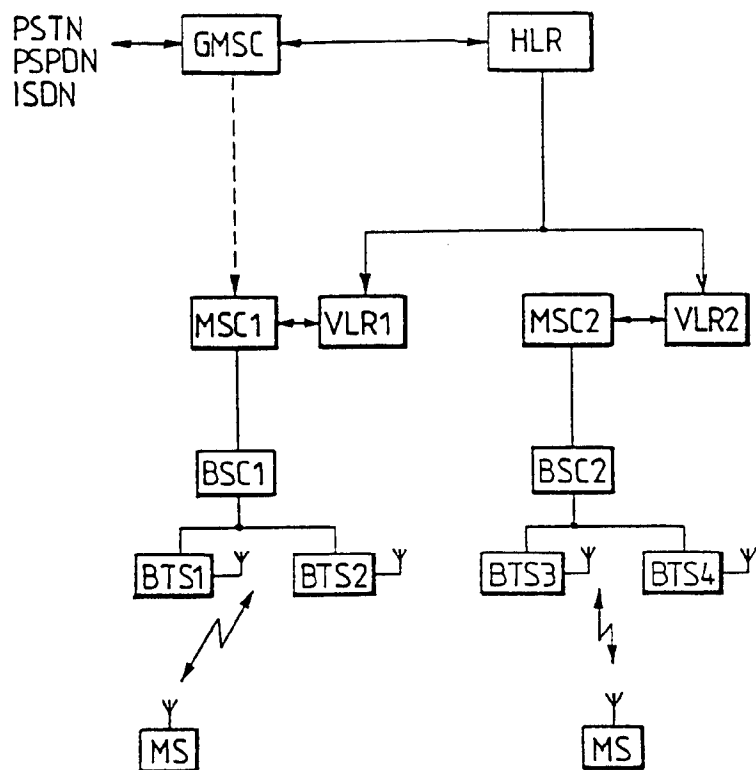 PSTN
PSPDN
ISDN
GMSC
HLR
MSC1
VLR1
MSC2
VLR2
BSC1
BSC2
BTS1
BTS2
BTS3
BTS4
MS
MS